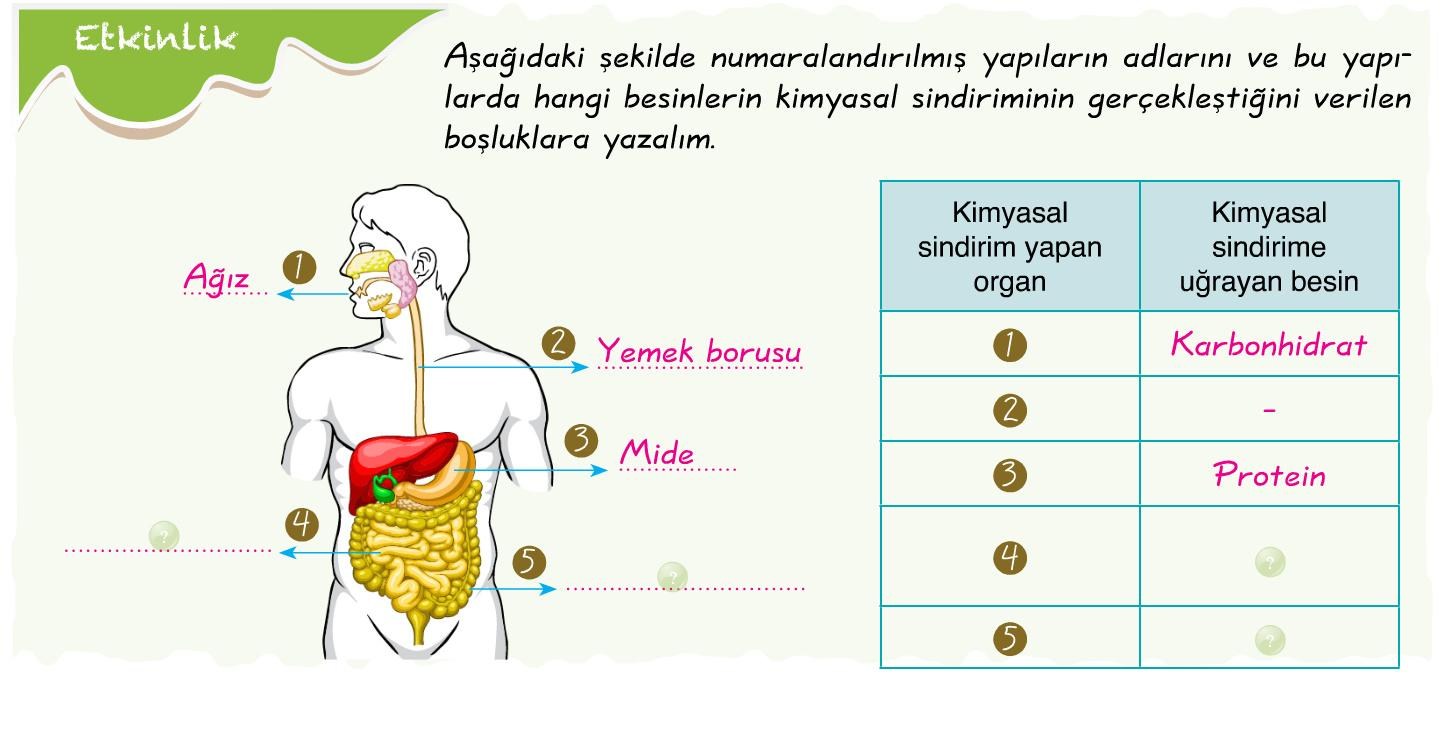 Etkinlik
Aşağıdaki şekilde numaralandırılmış yapıların adlarını ve bu yapı-
larda hangi besinlerin kimyasal sindiriminin gerçekleştiğini verilen
boşluklara yazalım.
1
Ağız
2
Yemek borusu
3
Mide
4
?
5
?
Kimyasal
sindirim yapan
organ
Kimyasal
sindirime
uğrayan besin
1
Karbonhidrat
2
-
3
Protein
4
?
5
?